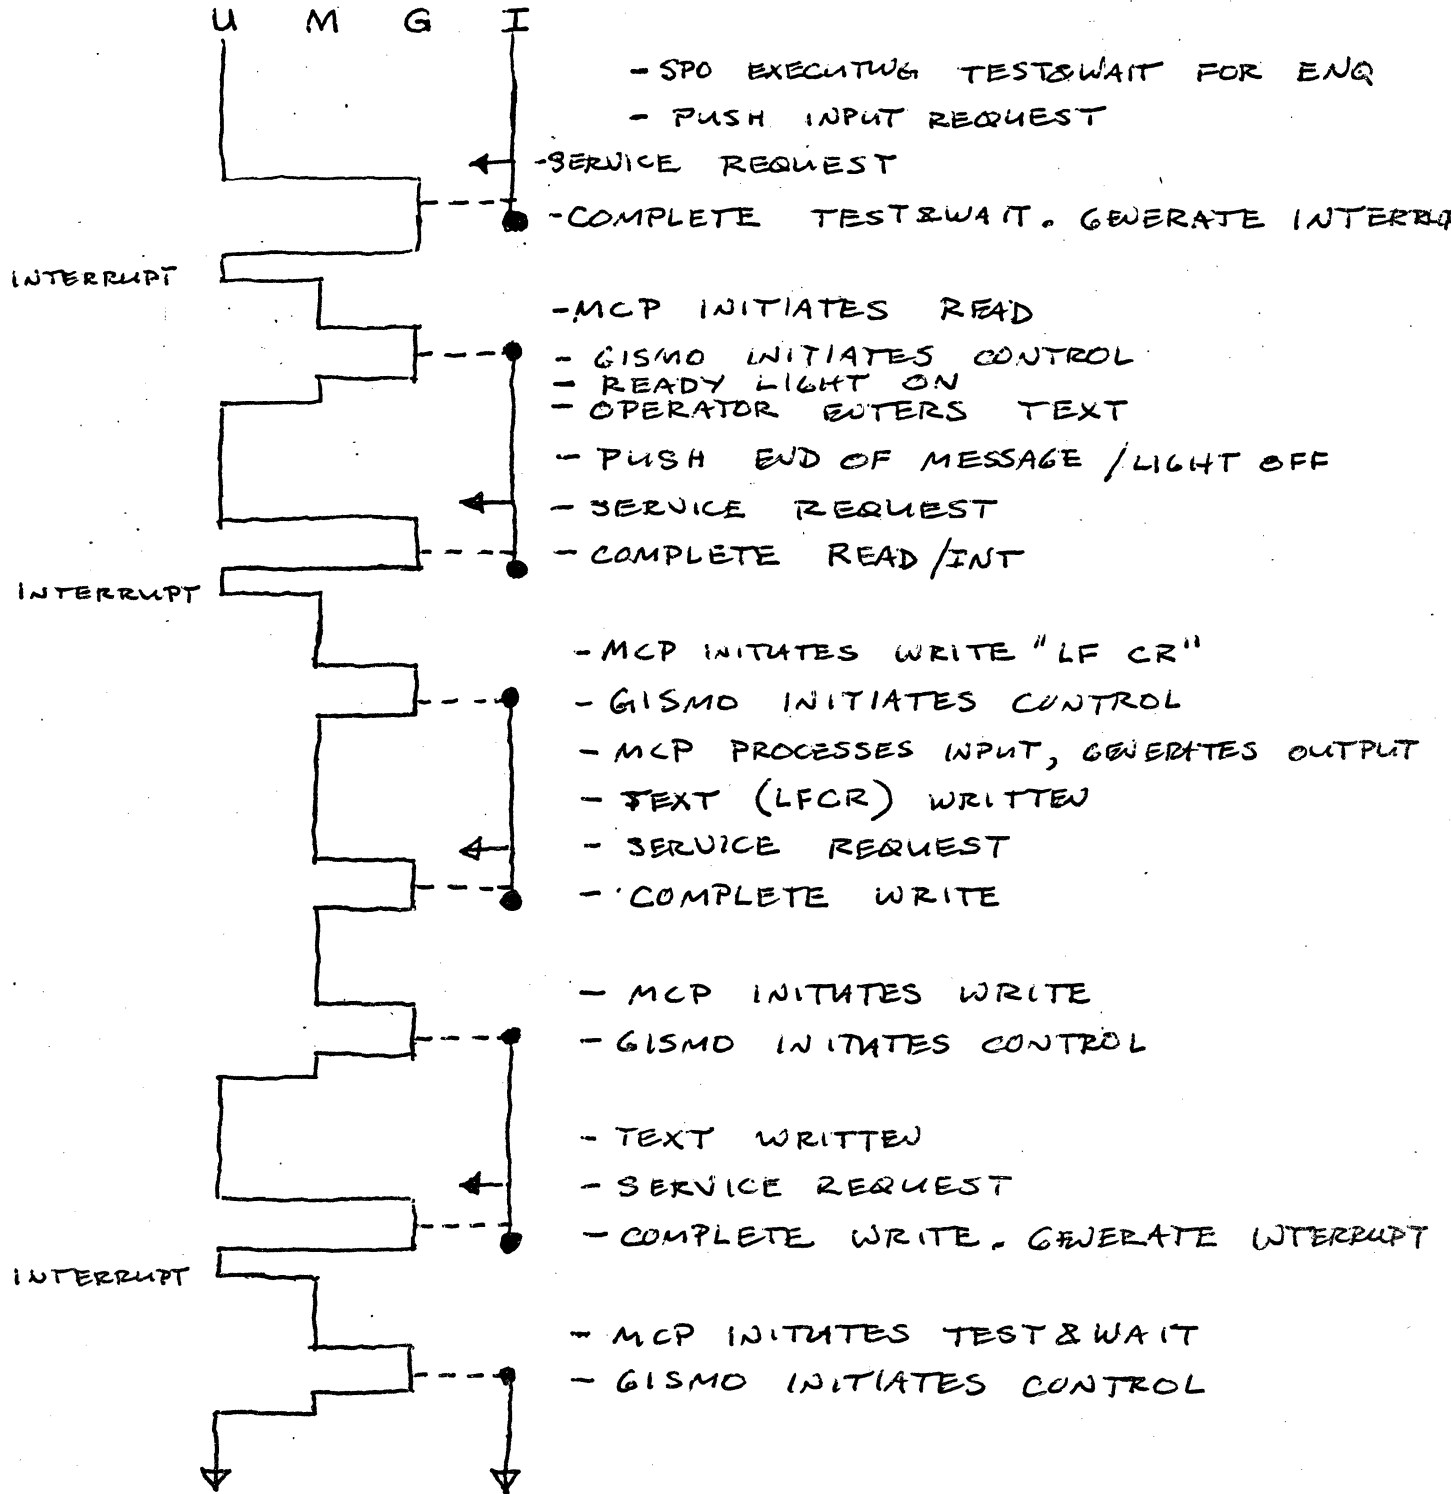 U M G I
- SPO EXECUTING TEST&WAIT FOR ENQ
- PUSH INPUT REQUEST
- SERVICE REQUEST
- COMPLETE TEST&WAIT. GENERATE INTERRUP
INTERRUPT
- MCP INITIATES READ
- GISMO INITIATES CONTROL
- READY LIGHT ON
- OPERATOR ENTERS TEXT
- PUSH END OF MESSAGE /LIGHT OFF
- SERVICE REQUEST
- COMPLETE READ/INT
INTERRUPT
- MCP INITIATES WRITE "LF CR"
- GISMO INITIATES CONTROL
- MCP PROCESSES INPUT, GENERATES OUTPUT
- TEXT (LFCR) WRITTEN
- SERVICE REQUEST
- COMPLETE WRITE
- MCP INITIATES WRITE
- GISMO INITIATES CONTROL
- TEXT WRITTEN
- SERVICE REQUEST
- COMPLETE WRITE. GENERATE INTERRUPT
INTERRUPT
- MCP INITIATES TEST & WAIT
- GISMO INITIATES CONTROL